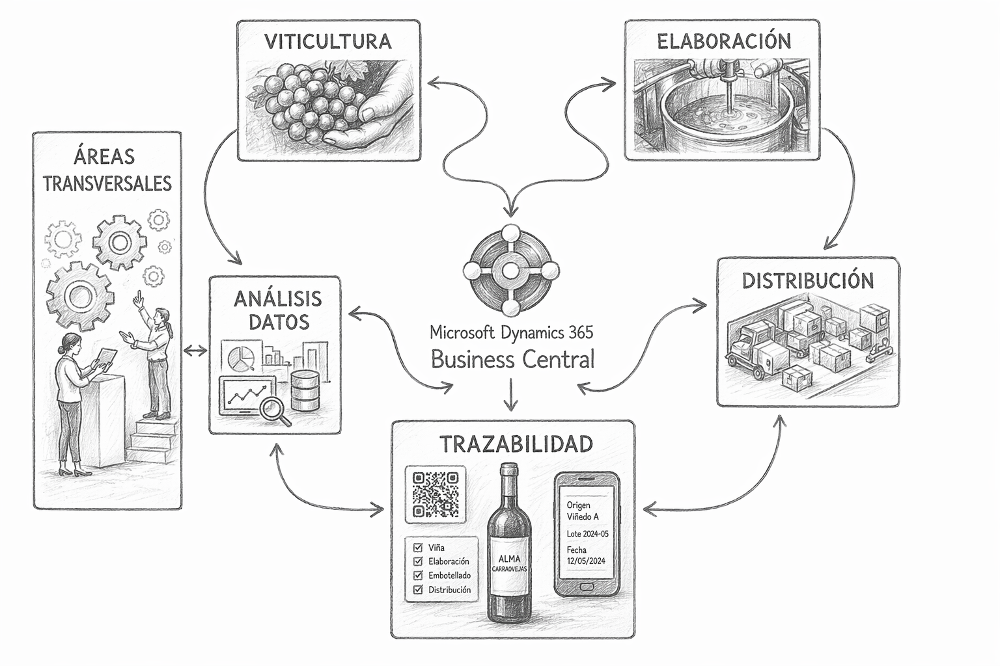 VITICULTURA
ELABORACIÓN
ÁREAS
TRANSVERSALES
ANÁLISIS
DATOS
Microsoft Dynamics 365
Business Central
DISTRIBUCIÓN
TRAZABILIDAD
Viña
Elaboración
Embotellado
Distribución
ALMA
CARRAOVEJAS
Origen
Viñedo A
Lote 2024-05
Fecha
12/05/2024